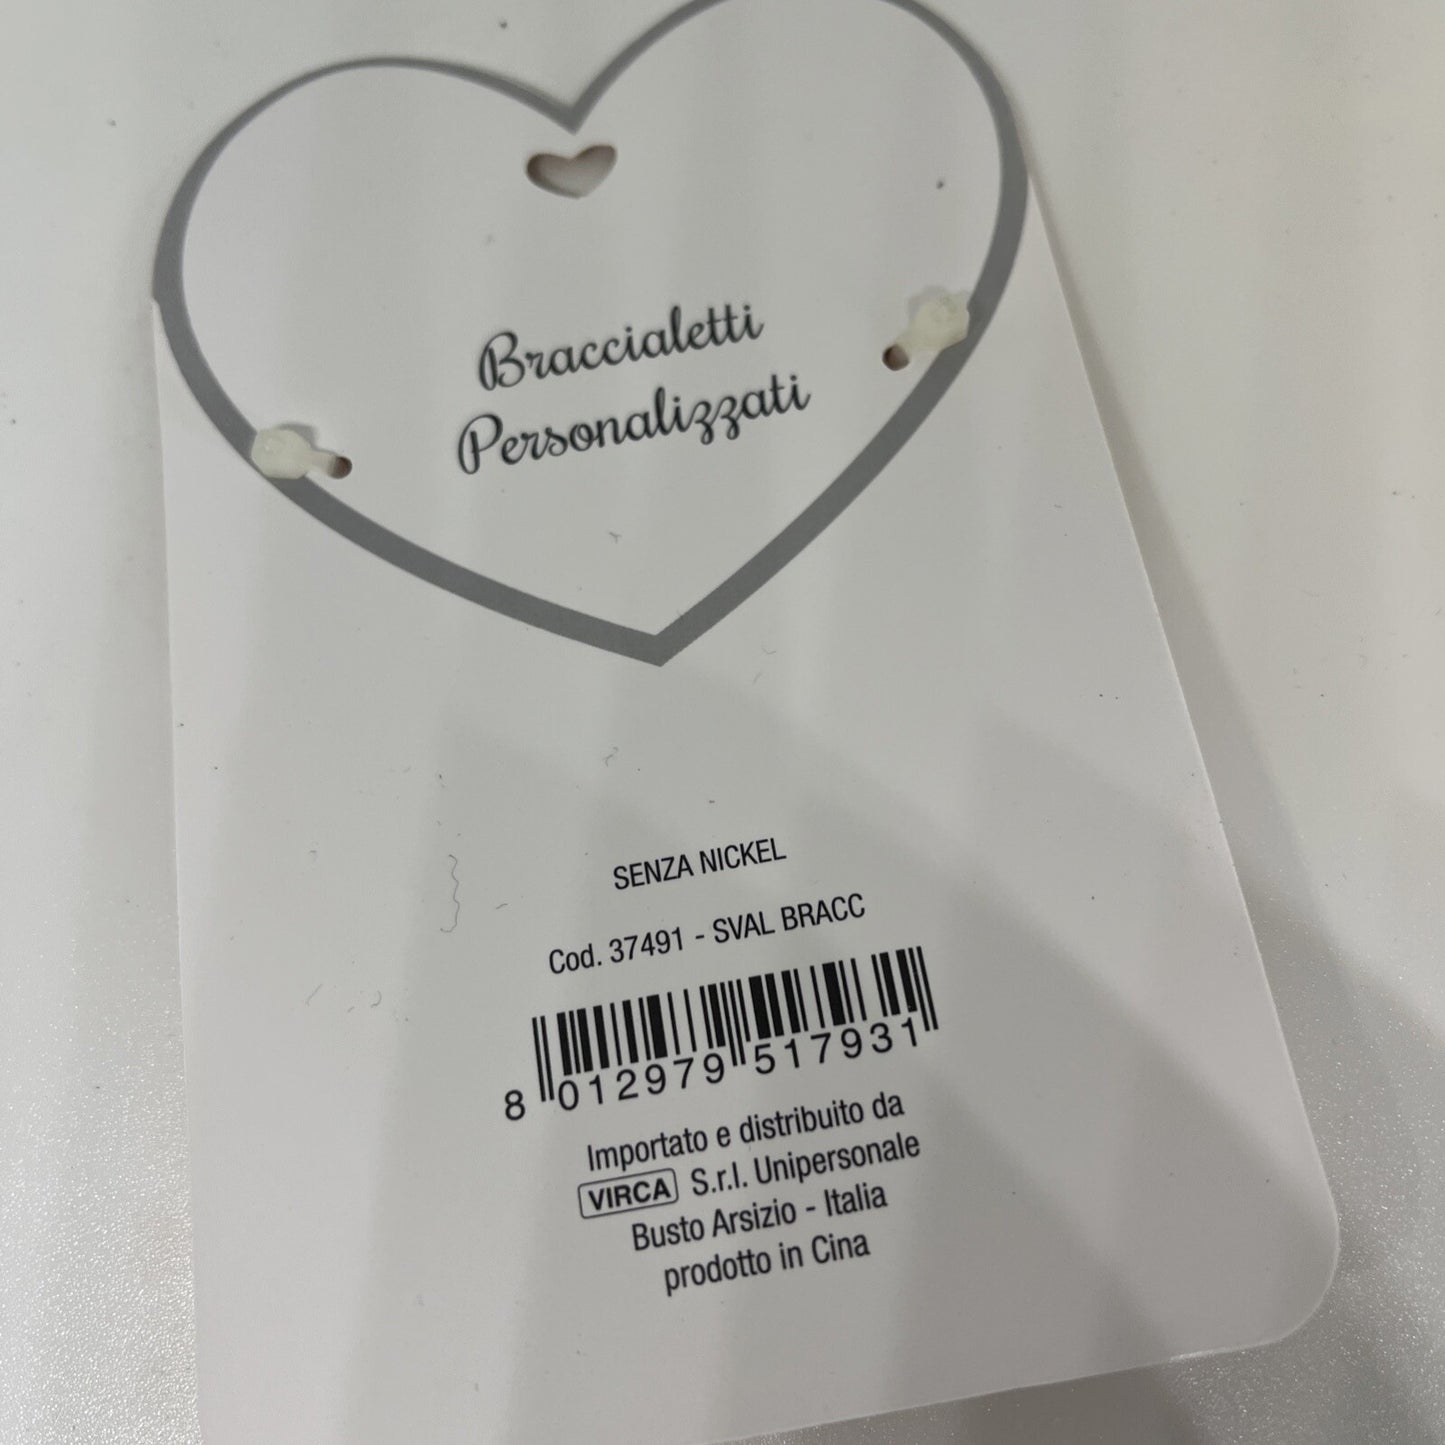 Braccialetti
Personalizzati
SENZA NICKEL
Cod. 37491 - SVAL BRACC
8 012979 517931
Importato e distribuito da
VIRCA S.r.l. Unipersonale
Busto Arsizio - Italia
prodotto in Cina